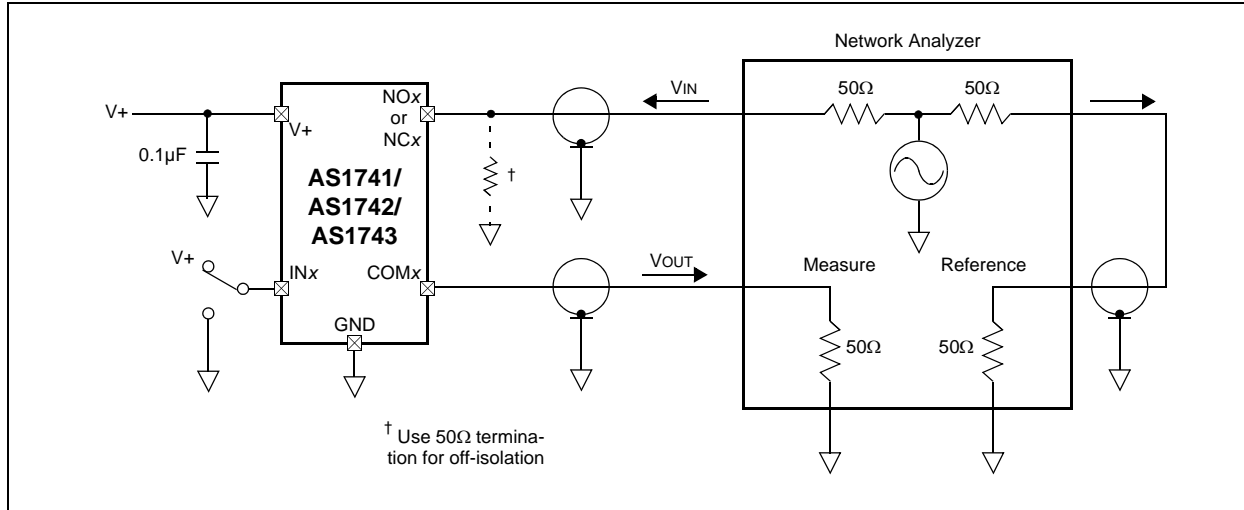 Network Analyzer
V+
0.1µF
V+
NOx
or
NCx
AS1741/
AS1742/
AS1743
†
VIN
50Ω
50Ω
V+
INx
COMx
GND
VOUT
Measure
Reference
50Ω
50Ω
† Use 50Ω termina-
tion for off-isolation